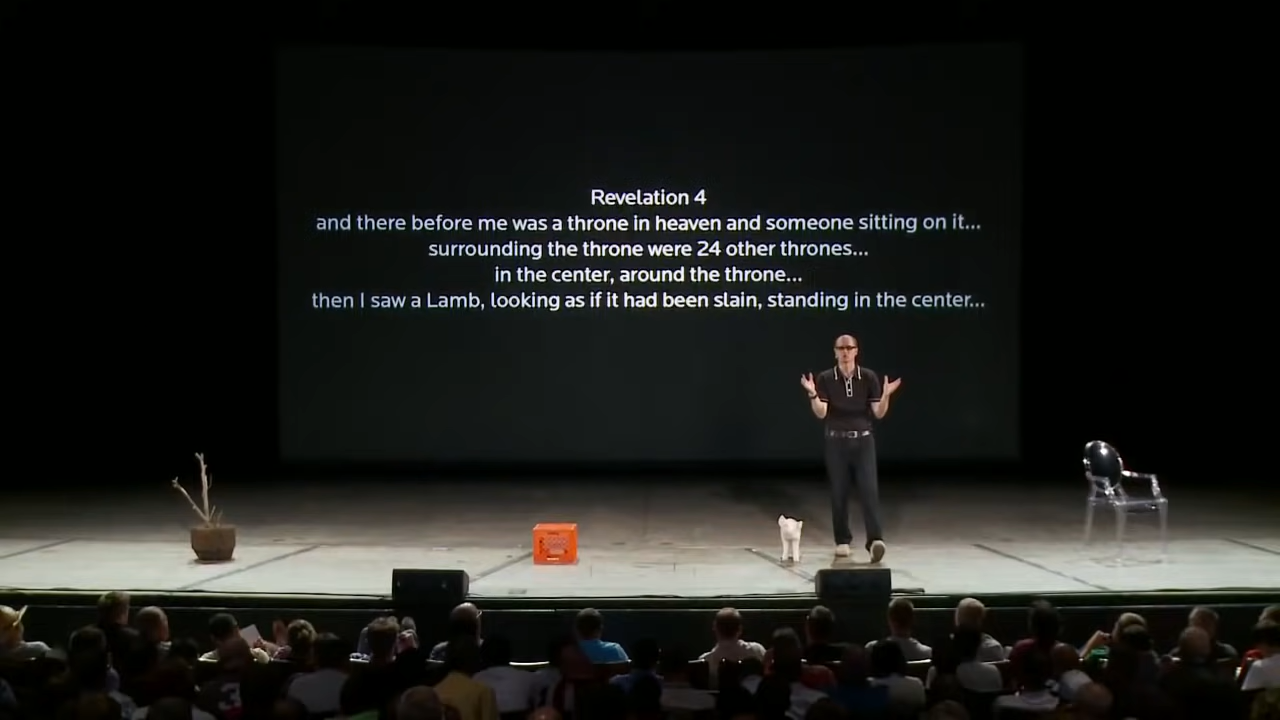 Revelation 4
and there before me was a throne in heaven and someone sitting on it...
surrounding the throne were 24 other thrones...
in the center, around the throne...
then I saw a Lamb, looking as if it had been slain, standing in the center...